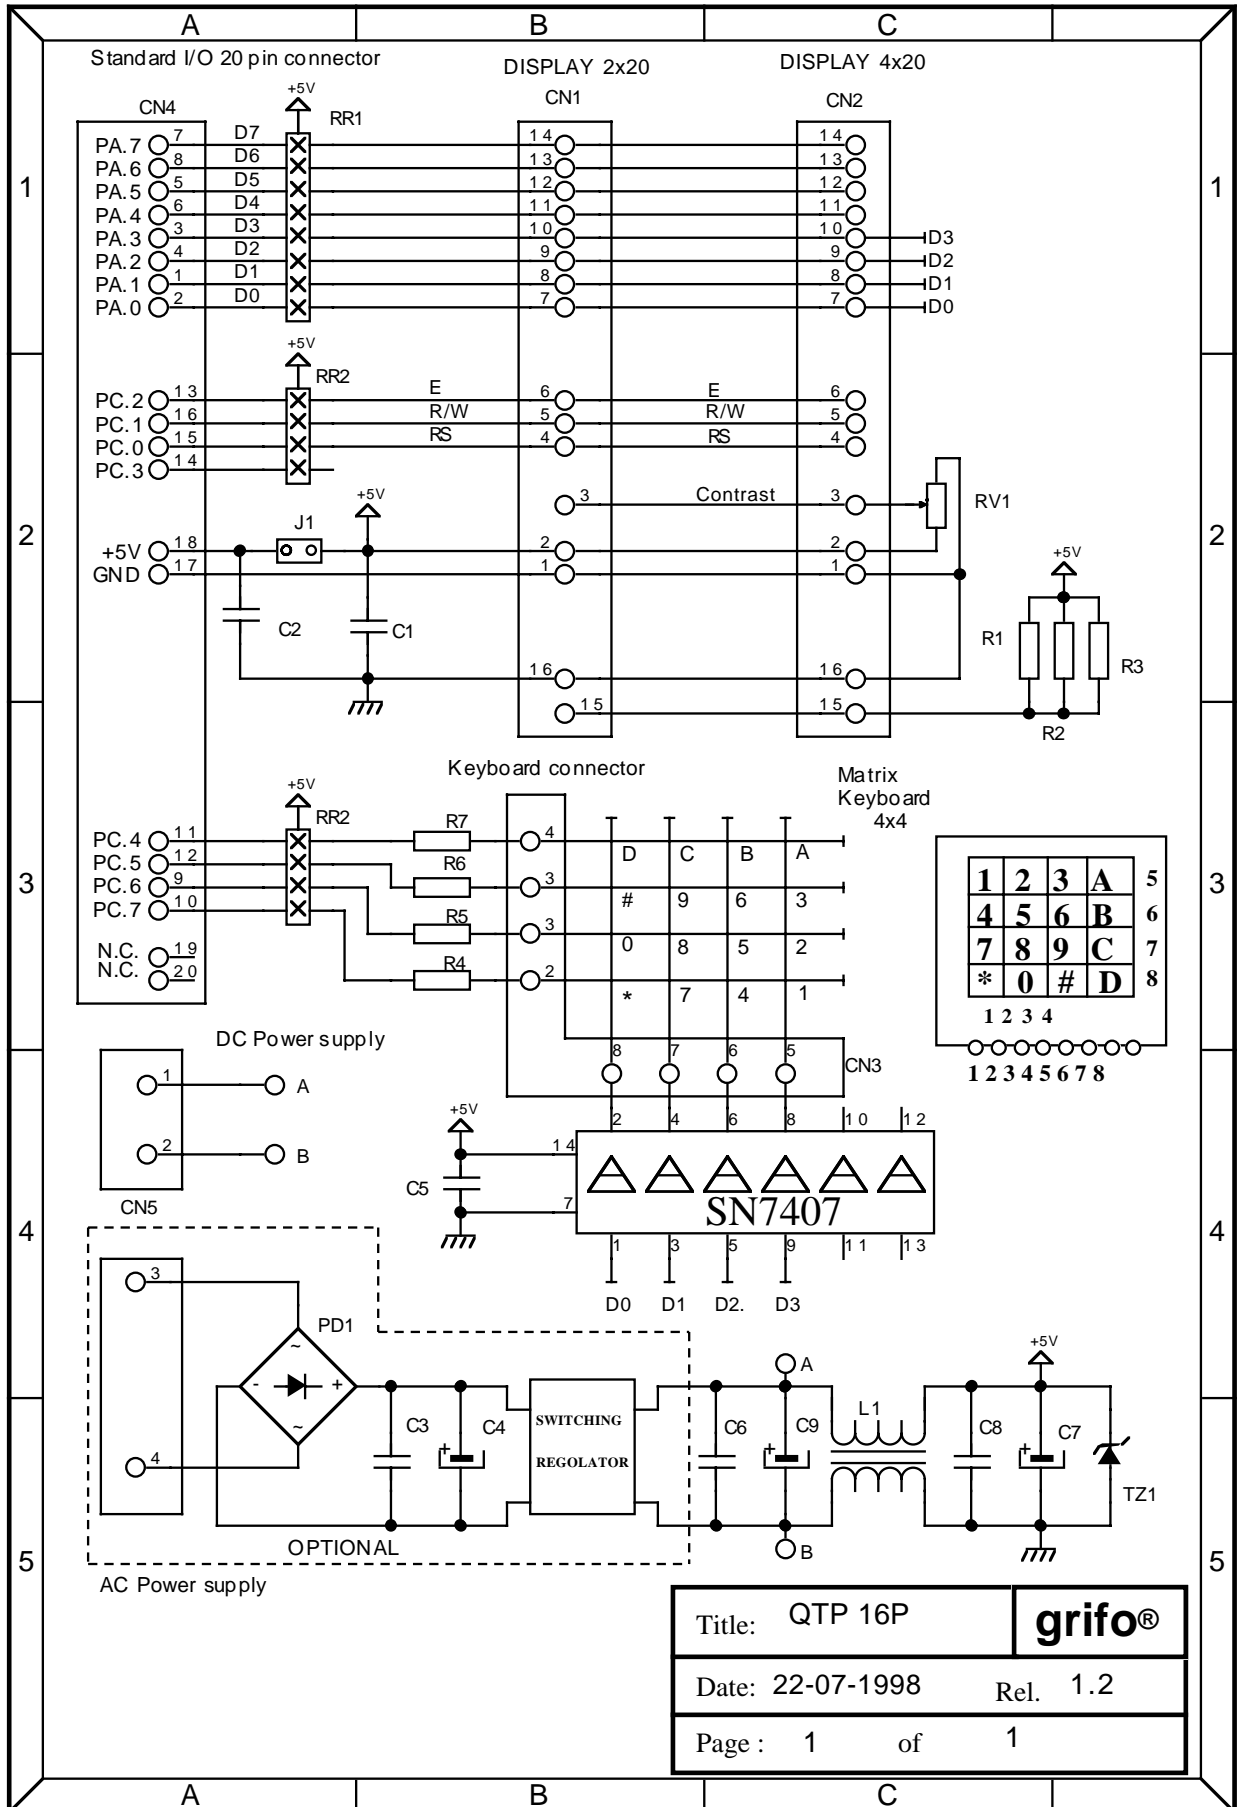 A B C
Standard I/O 20 pin connector
DISPLAY 2x20
DISPLAY 4x20
CN4
+5V
RR1
CN1
CN2
PA.7 7 D7 14 14
PA.6 8 D6 13 13
PA.5 5 D5 12 12
PA.4 6 D4 11 11
PA.3 3 D3 10 10 D3
PA.2 4 D2 9 9 D2
PA.1 1 D1 8 8 D1
PA.0 2 D0 7 7 D0
1 1
+5V
RR2
PC.2 13 E 6 E 6
PC.1 16 R/W 5 R/W 5
PC.0 15 RS 4 RS 4
PC.3 14
3 Contrast 3 RV1
+5V
J1
2 2
+5V 18 2 2
GND 17 1 1
+5V
C2 C1
R1 R3
16 16
15 15
R2
Keyboard connector
Matrix
Keyboard
4x4
+5V
RR2
PC.4 11 R7 4 D C B A
PC.5 12 R6 3 # 9 6 3
PC.6 9 R5 3 0 8 5 2
PC.7 10 R4 2 * 7 4 1
N.C. 19
N.C. 20
3 3
1 2 3 A 5
4 5 6 B 6
7 8 9 C 7
* 0 # D 8
1 2 3 4
1 2 3 4 5 6 7 8
8 7 6 5 CN3
DC Power supply
1 A
2 B
CN5
+5V
2 4 6 8 10 12
14
C5
7
SN7407
1 3 5 9 11 13
D0 D1 D2. D3
4 4
3
PD1
~
- +
~
4
C3
+
C4
SWITCHING
REGOLATOR
OPTIONAL
AC Power supply
A
C6
+
C9
L1
B
C8
+5V
+
C7
TZ1
5 5
Title: QTP 16P grifo®
Date: 22-07-1998 Rel. 1.2
Page : 1 of 1
A B C